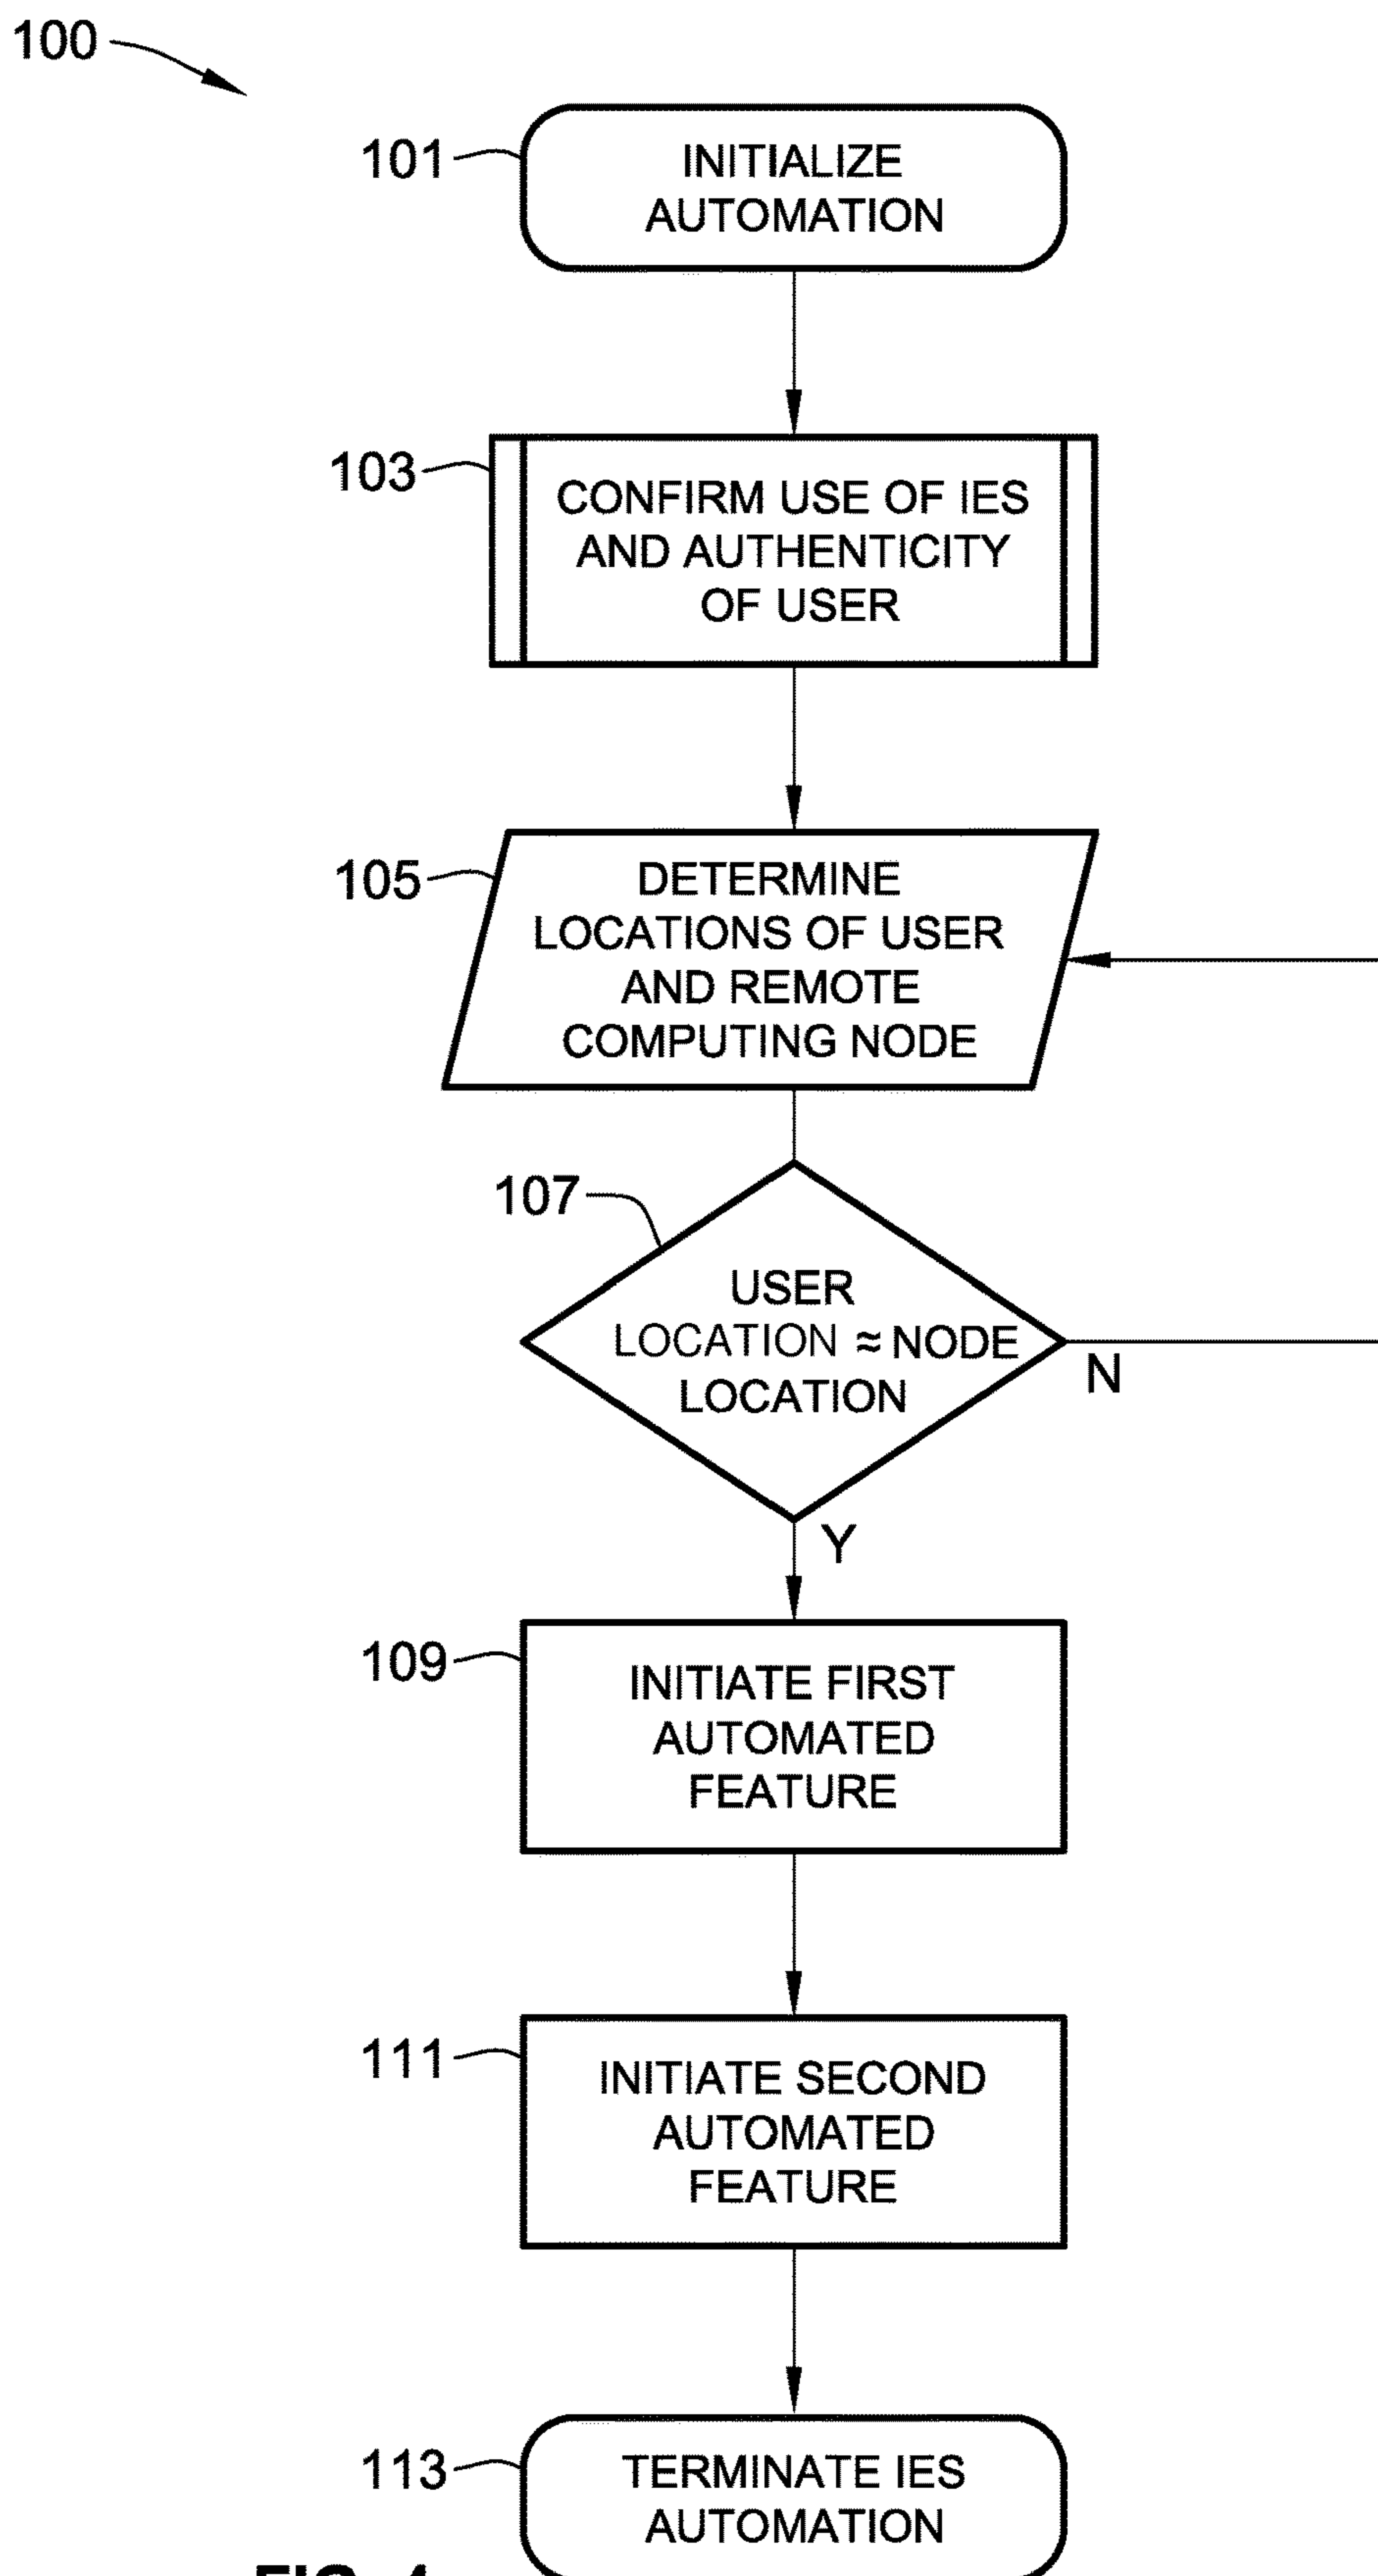 100
101
INITIALIZE
AUTOMATION
103
CONFIRM USE OF IES
AND AUTHENTICITY
OF USER
105
DETERMINE
LOCATIONS OF USER
AND REMOTE
COMPUTING NODE
107
USER
LOCATION ≈ NODE
LOCATION
N
Y
109
INITIATE FIRST
AUTOMATED
FEATURE
111
INITIATE SECOND
AUTOMATED
FEATURE
113
TERMINATE IES
AUTOMATION